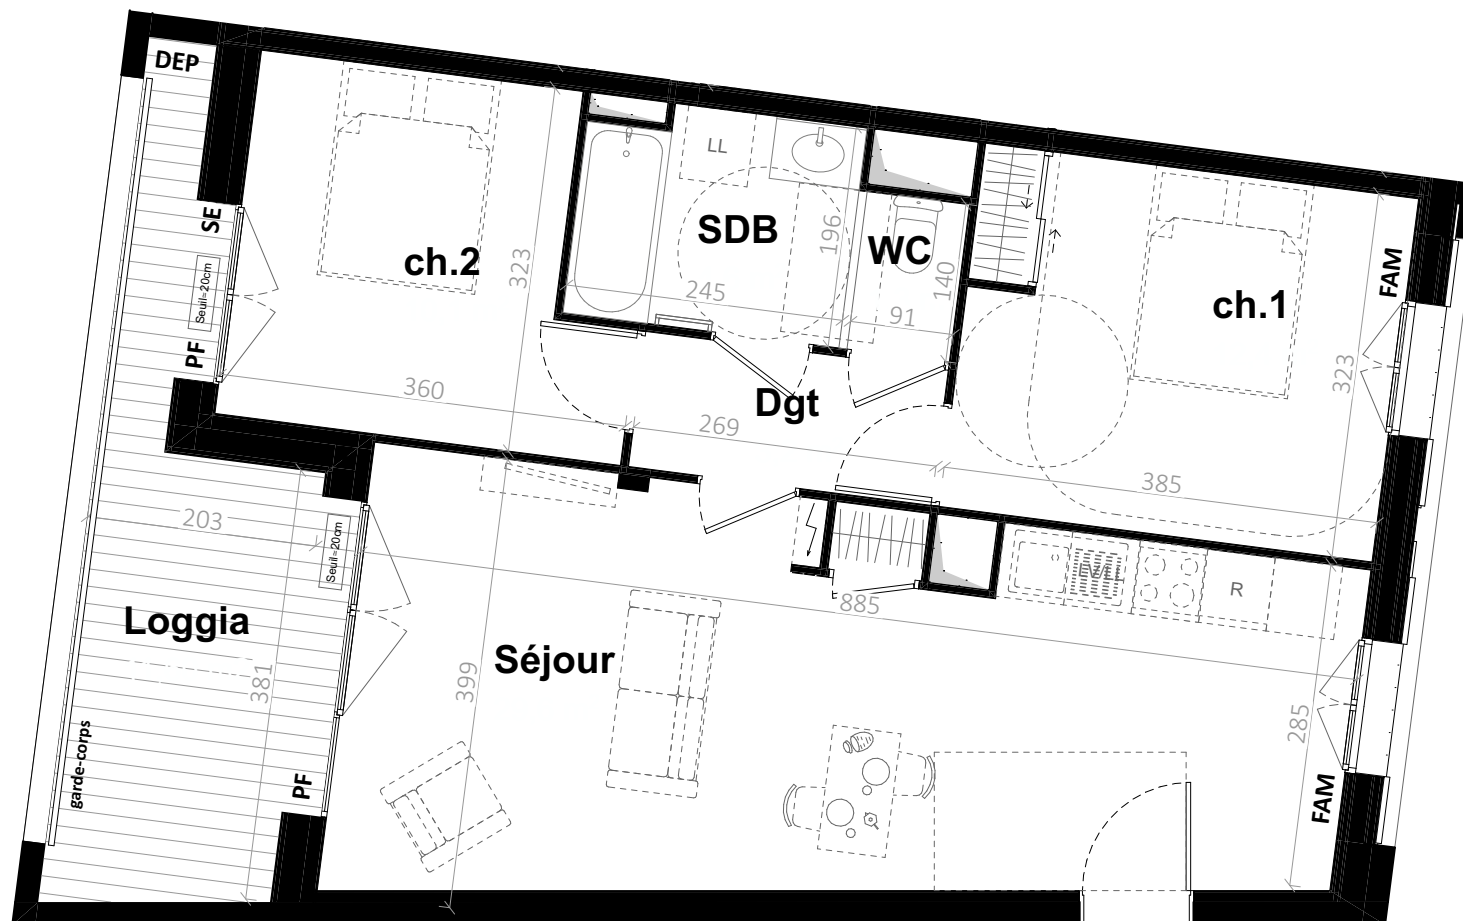 DEP
LL
SDB
196
WC
SE
ch.2
323
140
FAM
Seuil=20cm
245
91
ch.1
PF
323
360
Dgt
269
385
203
Seuil=20cm
R
885
Loggia
Séjour
381
399
285
garde-corps
PF
FAM